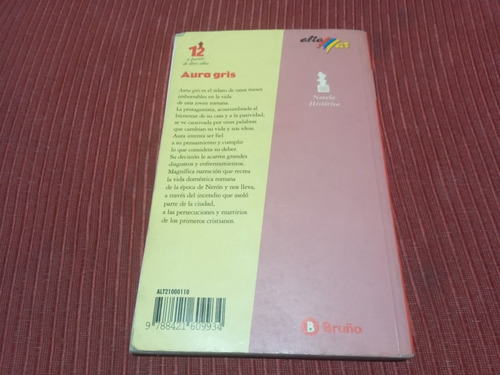 12
a partir
de doce años
alta
mar
Aura gris
Novela
Histórica
Aura gris es el relato de unos meses
imborrables en la vida
de una joven romana.
La protagonista, acostumbrada al
bienestar de su casa y a la pasividad,
se ve cautivada por unas palabras
que cambian su vida y sus ideas.
Aura intenta ser fiel
a su pensamiento y cumplir
lo que considera su deber.
Su decisión le acarrea grandes
disgustos y enfrentamientos.
Magnífica narración que recrea
la vida doméstica romana
de la época de Nerón y nos lleva,
a través del incendio que asoló
parte de la ciudad,
a las persecuciones y martirios
de los primeros cristianos.
ALT21000110
9 788421 609934
B Bruño